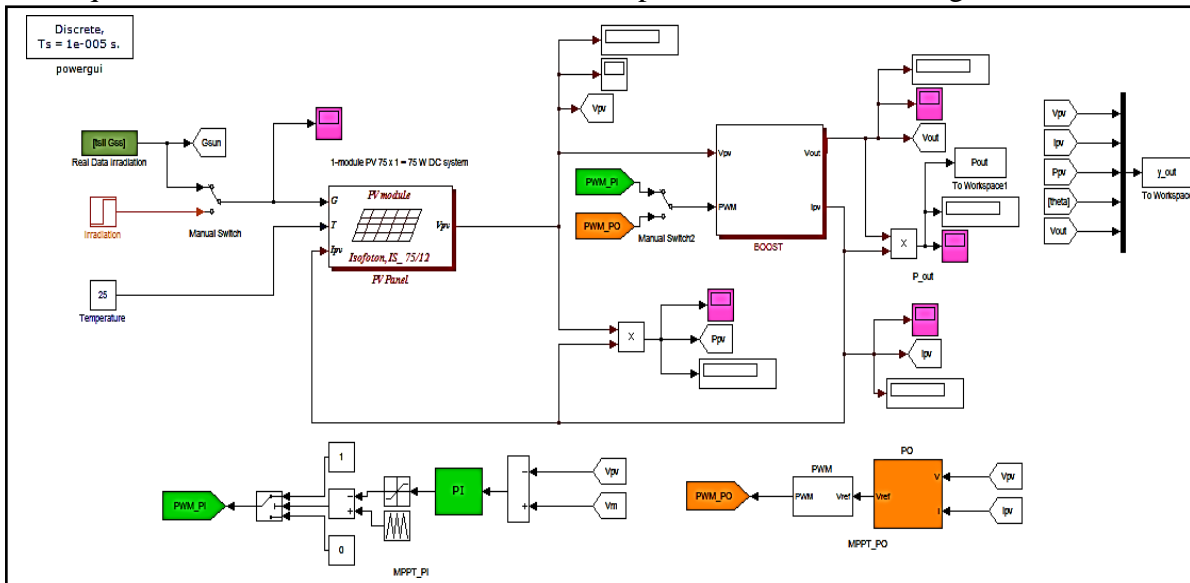 Discrete,
Ts = 1e-005 s.
powergui
[tsll Gss]
Real Data Irradiation
Gsun
Irradiation
Manual Switch
25
Temperature
1-module PV 75 x 1 = 75 W DC system
PV module
G
T
Ipv
Vpv
Isofoton, IS_ 75/12
PV Panel
Vpv
PWM_PI
PWM_PO
Manual Switch2
Vpv
PWM
Vout
Ipv
BOOST
Vout
Pout
To Workspace1
X
P_out
X
Ppv
Ipv
Vpv
Ipv
Ppv
[theta]
Vout
y_out
To Workspace
PWM_PI
1
0
PI
Vpv
Vm
MPPT_PI
PWM_PO
PWM
PWM
Vref
PO
Vref
V
I
Vpv
Ipv
MPPT_PO